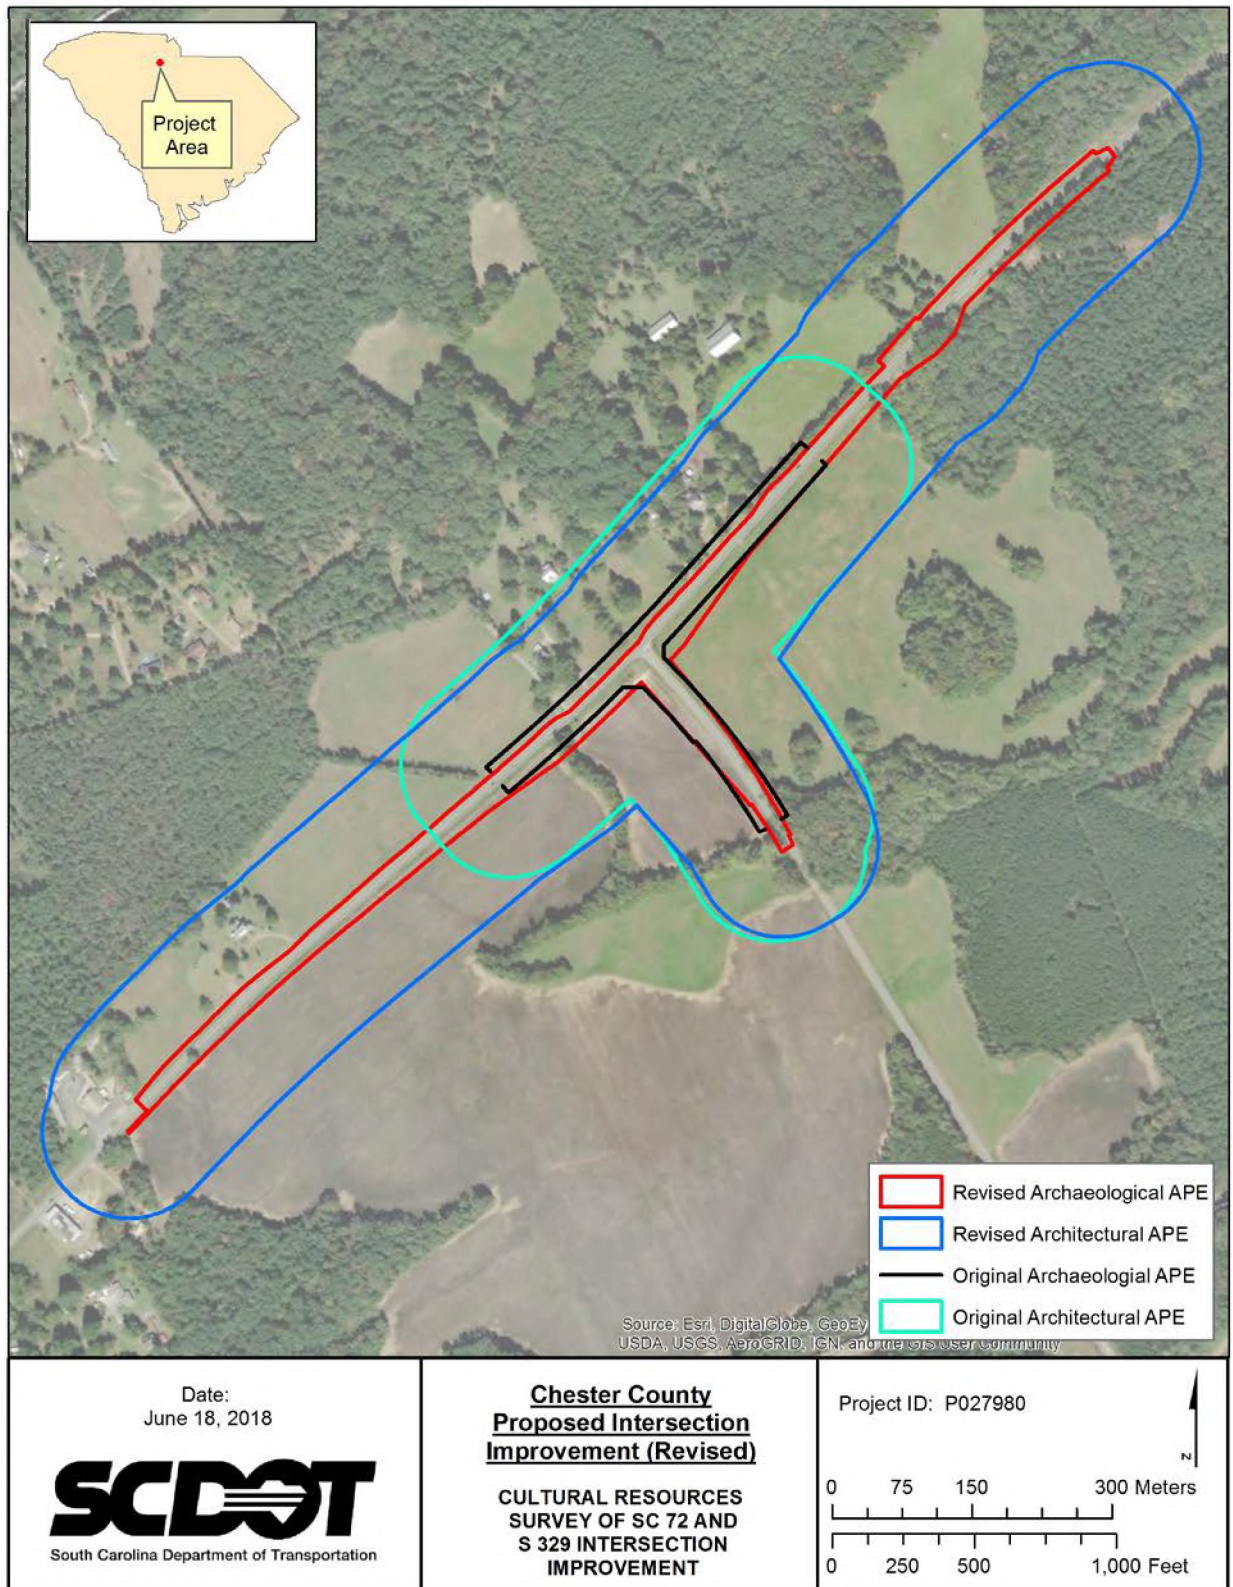 Project
Area
Revised Archaeological APE
Revised Architectural APE
Original Archaeologial APE
Original Architectural APE
Source: Esri, DigitalGlobe, GeoEy
USDA, USGS, AeroGRID, IGN, and the GIS User Community
Date:
June 18, 2018
SCDOT
South Carolina Department of Transportation
Chester County
Proposed Intersection
Improvement (Revised)
CULTURAL RESOURCES
SURVEY OF SC 72 AND
S 329 INTERSECTION
IMPROVEMENT
Project ID: P027980
N
0 75 150 300 Meters
0 250 500 1,000 Feet